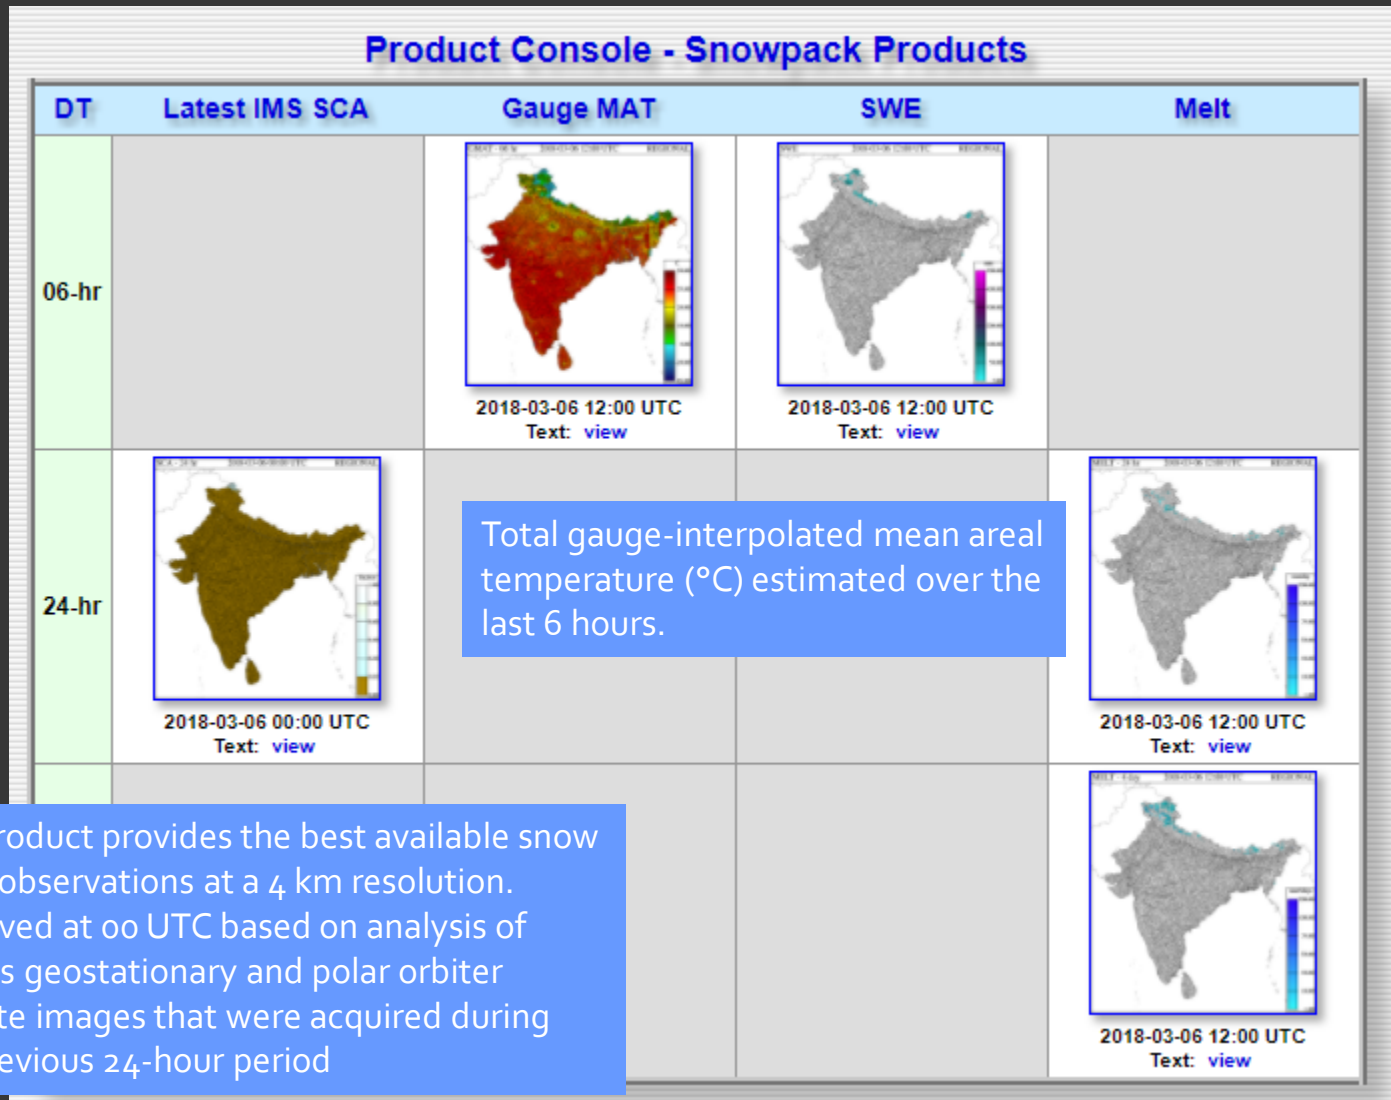 Product Console - Snowpack Products
DT Latest IMS SCA Gauge MAT SWE Melt
06-hr
2018-03-06 12:00 UTC
Text: view
2018-03-06 12:00 UTC
Text: view
24-hr
2018-03-06 00:00 UTC
Text: view
Total gauge-interpolated mean areal
temperature (°C) estimated over the
last 6 hours.
2018-03-06 12:00 UTC
Text: view
product provides the best available snow
observations at a 4 km resolution.
ved at 00 UTC based on analysis of
s geostationary and polar orbiter
te images that were acquired during
evious 24-hour period
2018-03-06 12:00 UTC
Text: view